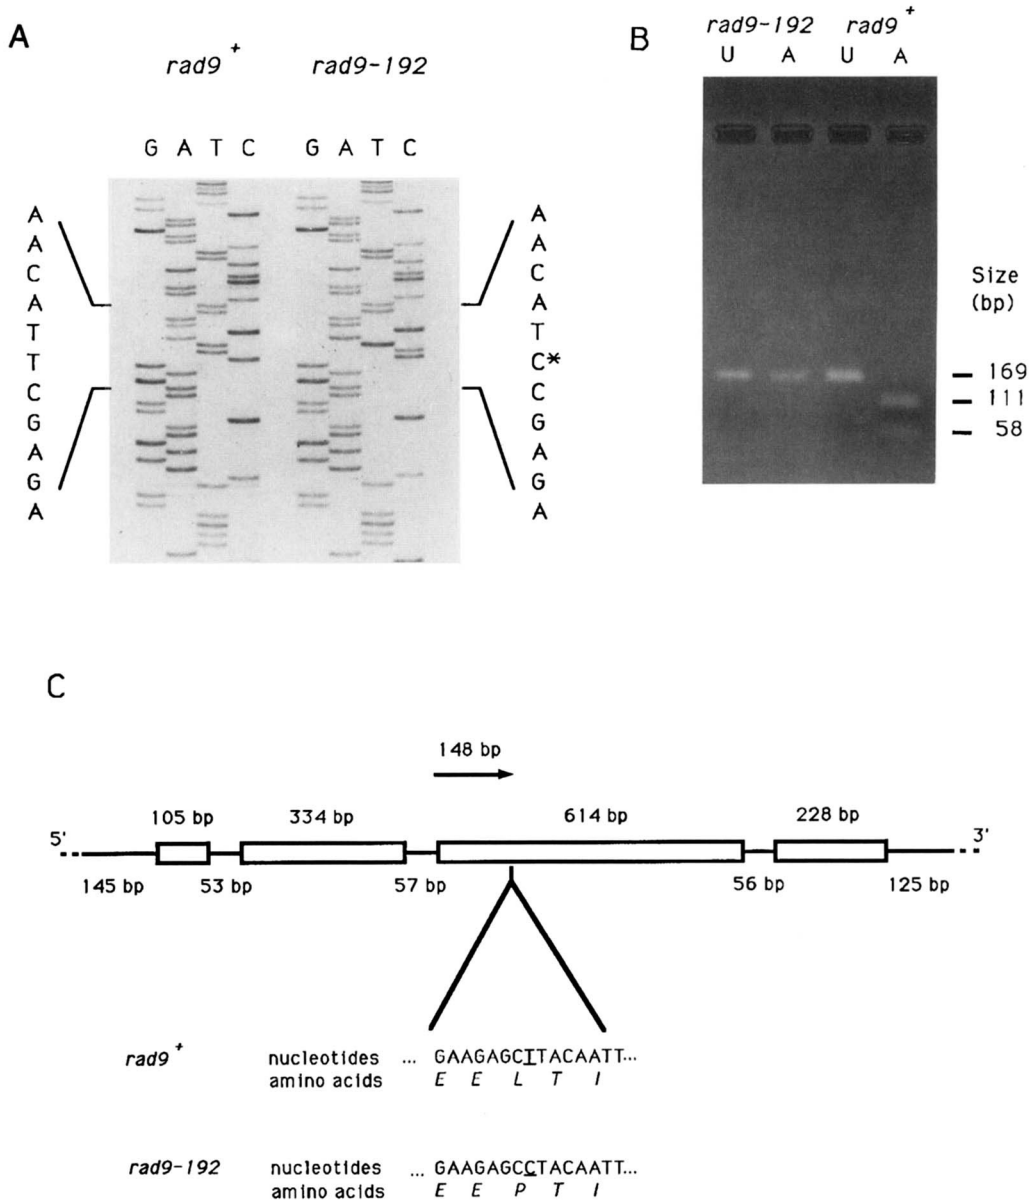 A
rad9 +
rad9-192
G A T C
G A T C
A
A
C
A
T
T
C
G
A
G
A
A
A
C
A
T
C*
C
G
A
G
A
B
rad9-192
rad9 +
U A U A
Size
(bp)
169
111
58
C
148 bp
105 bp
334 bp
614 bp
228 bp
5'
3'
145 bp
53 bp
57 bp
56 bp
125 bp
rad9 +
nucleotides ... GAAGAGCTTACAATT...
amino acids E E L T I
rad9-192
nucleotides ... GAAGAGCCTACAATT...
amino acids E E P T I